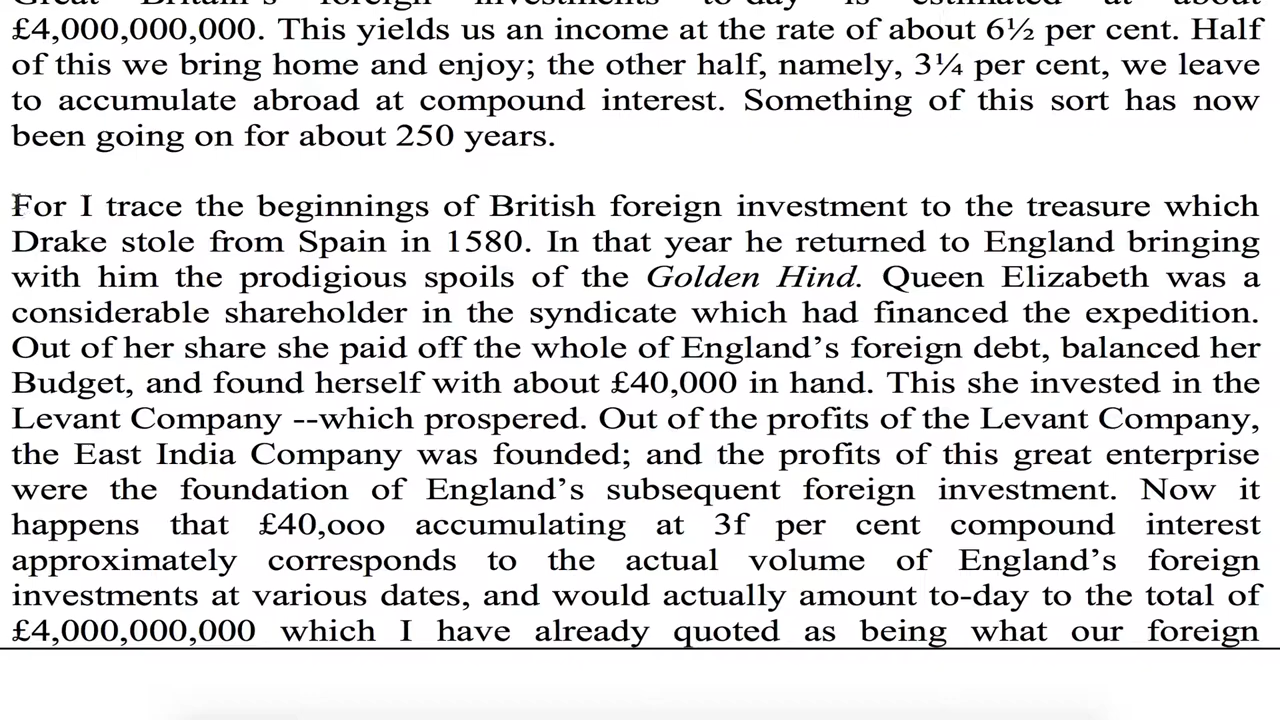 Great Britain's foreign investments to-day is estimated at about
£4,000,000,000. This yields us an income at the rate of about 6½ per cent. Half
of this we bring home and enjoy; the other half, namely, 3¼ per cent, we leave
to accumulate abroad at compound interest. Something of this sort has now
been going on for about 250 years.
For I trace the beginnings of British foreign investment to the treasure which
Drake stole from Spain in 1580. In that year he returned to England bringing
with him the prodigious spoils of the Golden Hind. Queen Elizabeth was a
considerable shareholder in the syndicate which had financed the expedition.
Out of her share she paid off the whole of England’s foreign debt, balanced her
Budget, and found herself with about £40,000 in hand. This she invested in the
Levant Company --which prospered. Out of the profits of the Levant Company,
the East India Company was founded; and the profits of this great enterprise
were the foundation of England’s subsequent foreign investment. Now it
happens that £40,ooo accumulating at 3f per cent compound interest
approximately corresponds to the actual volume of England’s foreign
investments at various dates, and would actually amount to-day to the total of
£4,000,000,000 which I have already quoted as being what our foreign